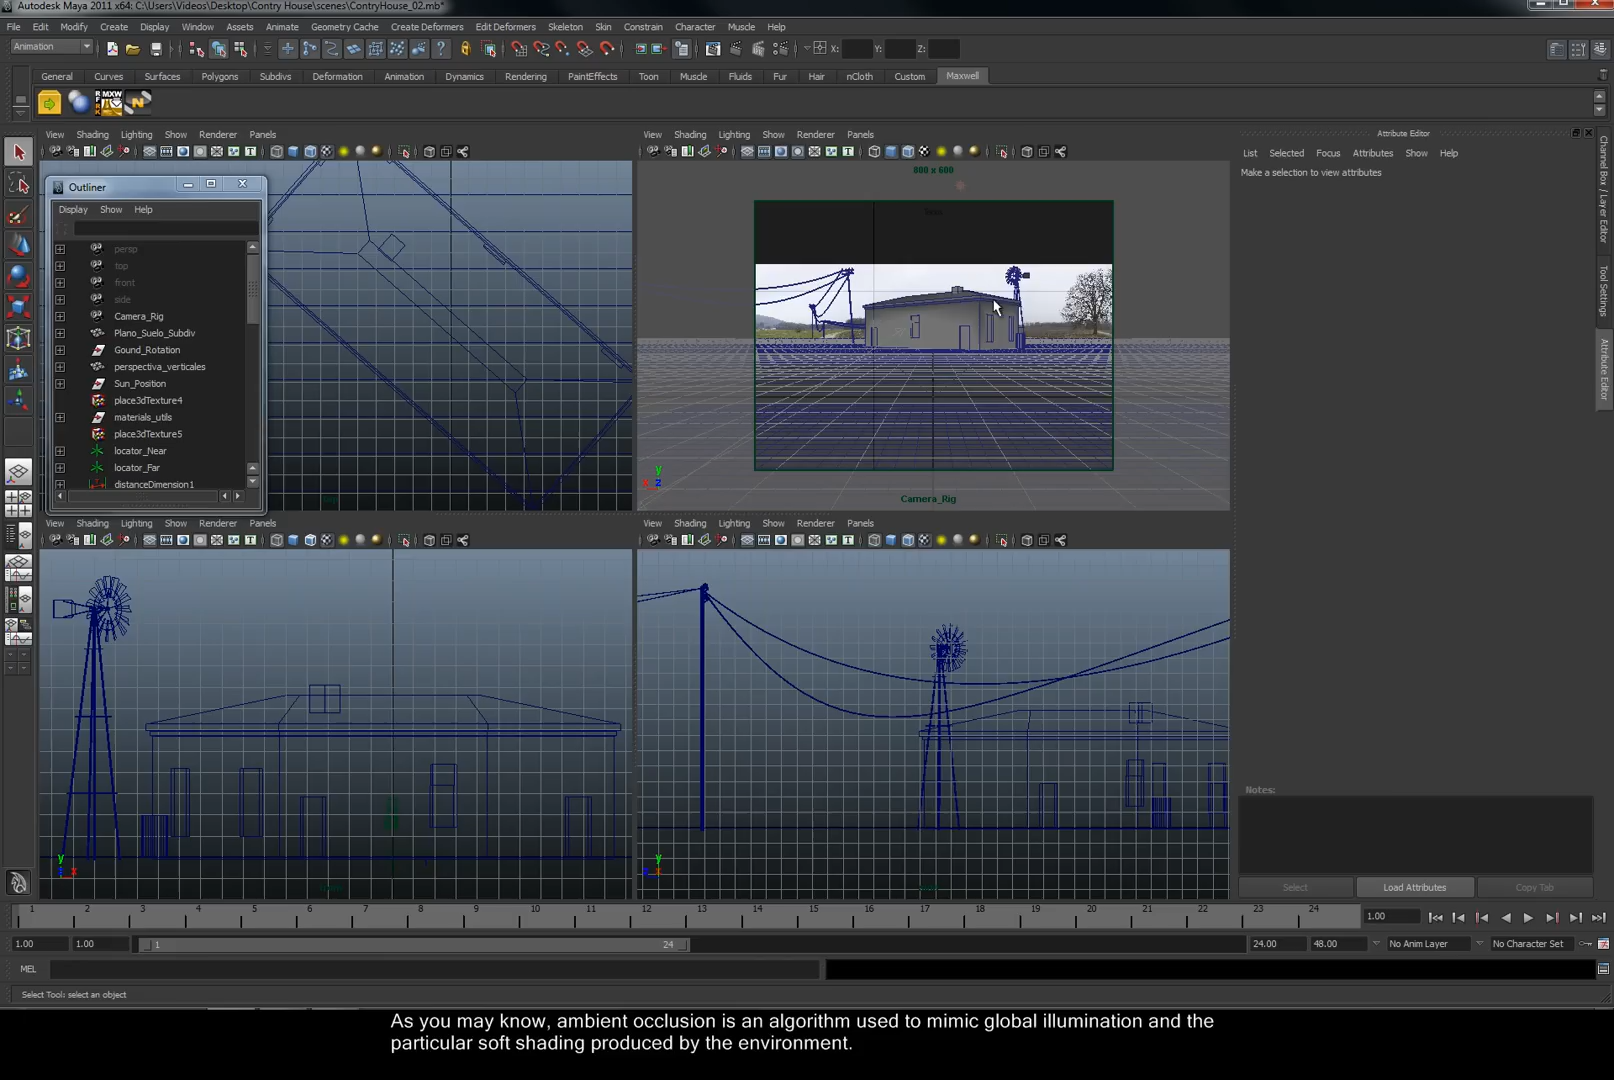 Autodesk Maya 2011 x64: C:\Users\Videos\Desktop\Contry House\scenes\ContryHouse_02.mb*
File Edit Modify Create Display Window Assets Animate Geometry Cache Create Deformers Edit Deformers Skeleton Skin Constrain Character Muscle Help
Animation X: Y: Z:
General Curves Surfaces Polygons Subdivs Deformation Animation Dynamics Rendering PaintEffects Toon Muscle Fluids Fur Hair nCloth Custom Maxwell
View Shading Lighting Show Renderer Panels
View Shading Lighting Show Renderer Panels
Attribute Editor
List Selected Focus Attributes Show Help
Make a selection to view attributes
800 x 600
Outliner
Display Show Help
persp
top
front
side
Camera_Rig
Plano_Suelo_Subdiv
Ground_Rotation
perspectiva_verticales
Sun_Position
place3dTexture4
materials_utils
place3dTexture5
locator_Near
locator_Far
distanceDimension1
y
x z
Camera_Rig
Channel Box / Layer Editor
Tool Settings
Attribute Editor
View Shading Lighting Show Renderer Panels
View Shading Lighting Show Renderer Panels
y
x
y
Notes:
Select Load Attributes Copy Tab
1 2 3 4 5 6 7 8 9 10 11 12 13 14 15 16 17 18 19 20 21 22 23 24 1.00
1.00 1.00 1 24 24.00 48.00 No Anim Layer No Character Set
MEL
Select Tool: select an object
As you may know, ambient occlusion is an algorithm used to mimic global illumination and the
particular soft shading produced by the environment.